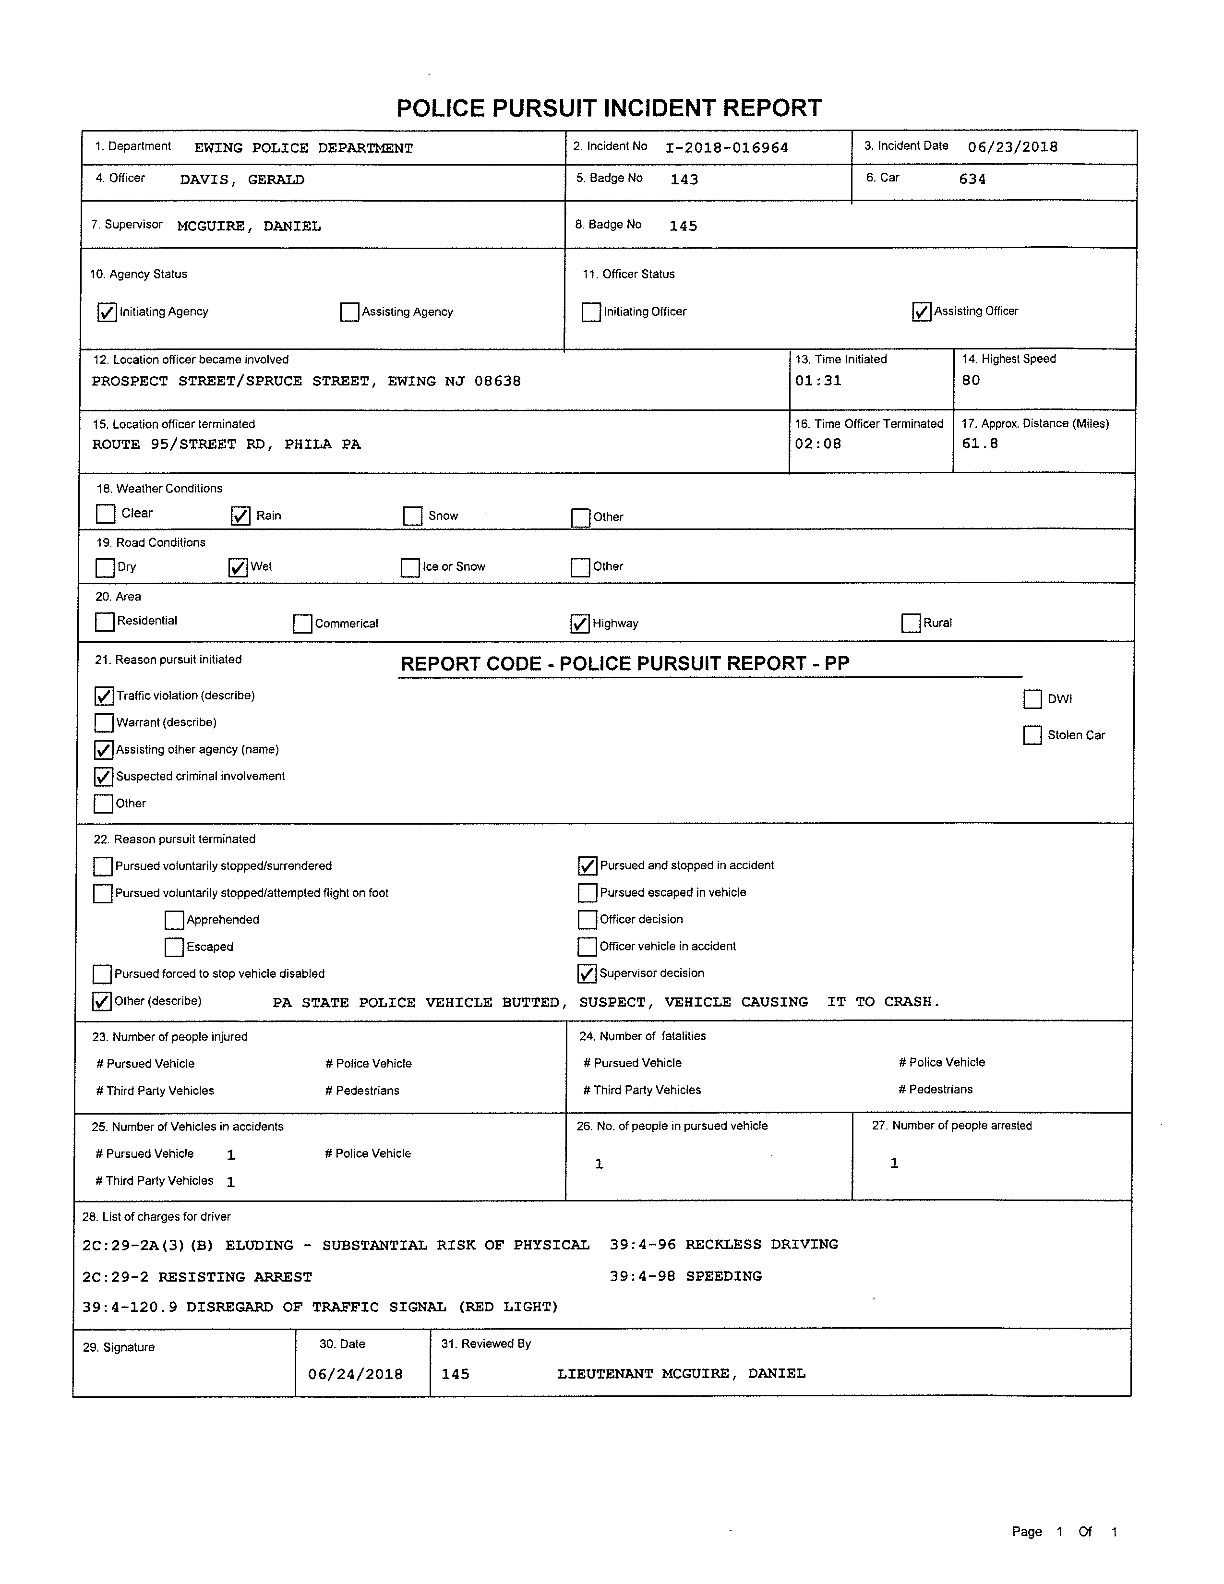 POLICE PURSUIT INCIDENT REPORT
1. Department EWING POLICE DEPARTMENT 2. Incident No I-2018-016964 3. Incident Date 06/23/2018
4. Officer DAVIS, GERALD 5. Badge No 143 6. Car 634
7. Supervisor MCGUIRE, DANIEL 8. Badge No 145
10. Agency Status 11. Officer Status
Initiating Agency Assisting Agency Initiating Officer Assisting Officer
12. Location officer became involved 13. Time Initiated 14. Highest Speed
PROSPECT STREET/SPRUCE STREET, EWING NJ 08638 01:31 80
15. Location officer terminated 16. Time Officer Terminated 17. Approx. Distance (Miles)
ROUTE 95/STREET RD, PHILA PA 02:08 61.8
18. Weather Conditions
Clear Rain Snow Other
19. Road Conditions
Dry Wet Ice or Snow Other
20. Area
Residential Commerical Highway Rural
21. Reason pursuit initiated REPORT CODE - POLICE PURSUIT REPORT - PP
Traffic violation (describe) DWI
Warrant (describe)
Assisting other agency (name) Stolen Car
Suspected criminal involvement
Other
22. Reason pursuit terminated
Pursued voluntarily stopped/surrendered Pursued and stopped in accident
Pursued voluntarily stopped/attempted flight on foot Pursued escaped in vehicle
Apprehended Officer decision
Escaped Officer vehicle in accident
Pursued forced to stop vehicle disabled Supervisor decision
Other (describe) PA STATE POLICE VEHICLE BUTTED, SUSPECT, VEHICLE CAUSING IT TO CRASH.
23. Number of people injured 24. Number of fatalities
# Pursued Vehicle # Police Vehicle # Pursued Vehicle # Police Vehicle
# Third Party Vehicles # Pedestrians # Third Party Vehicles # Pedestrians
25. Number of Vehicles in accidents 26. No. of people in pursued vehicle 27. Number of people arrested
# Pursued Vehicle 1 # Police Vehicle 1 1
# Third Party Vehicles 1
28. List of charges for driver
2C:29-2A(3)(B) ELUDING - SUBSTANTIAL RISK OF PHYSICAL 39:4-96 RECKLESS DRIVING
2C:29-2 RESISTING ARREST 39:4-98 SPEEDING
39:4-120.9 DISREGARD OF TRAFFIC SIGNAL (RED LIGHT)
29. Signature 30. Date 31. Reviewed By
06/24/2018 145 LIEUTENANT MCGUIRE, DANIEL
Page 1 Of 1